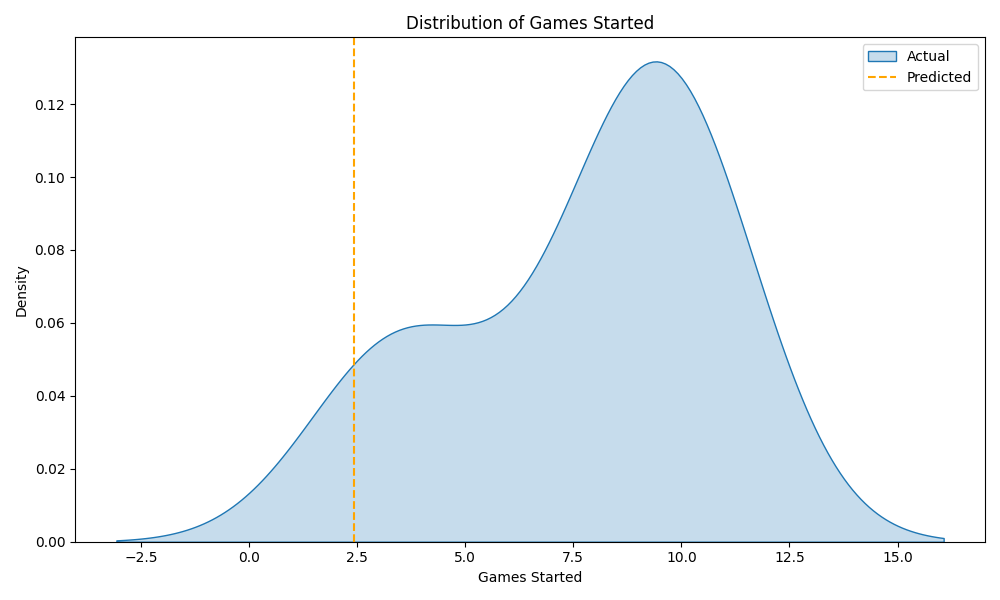 Distribution of Games Started
Actual
Predicted
Density
0.12
0.10
0.08
0.06
0.04
0.02
0.00
−2.5 0.0 2.5 5.0 7.5 10.0 12.5 15.0
Games Started